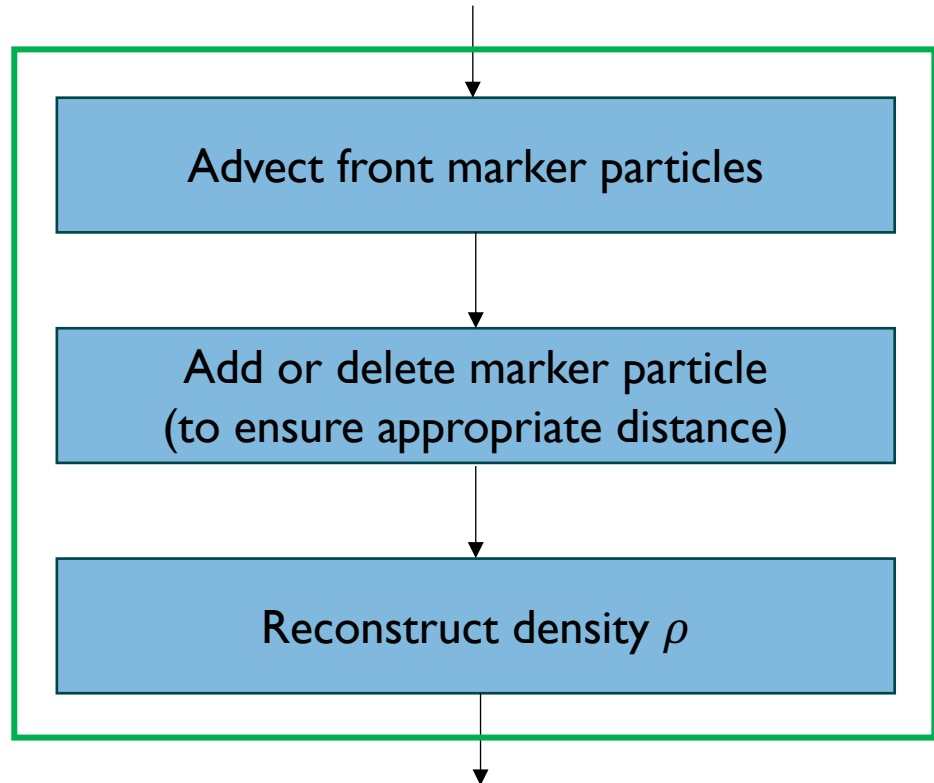 Advect front marker particles
Add or delete marker particle
(to ensure appropriate distance)
Reconstruct density ρ